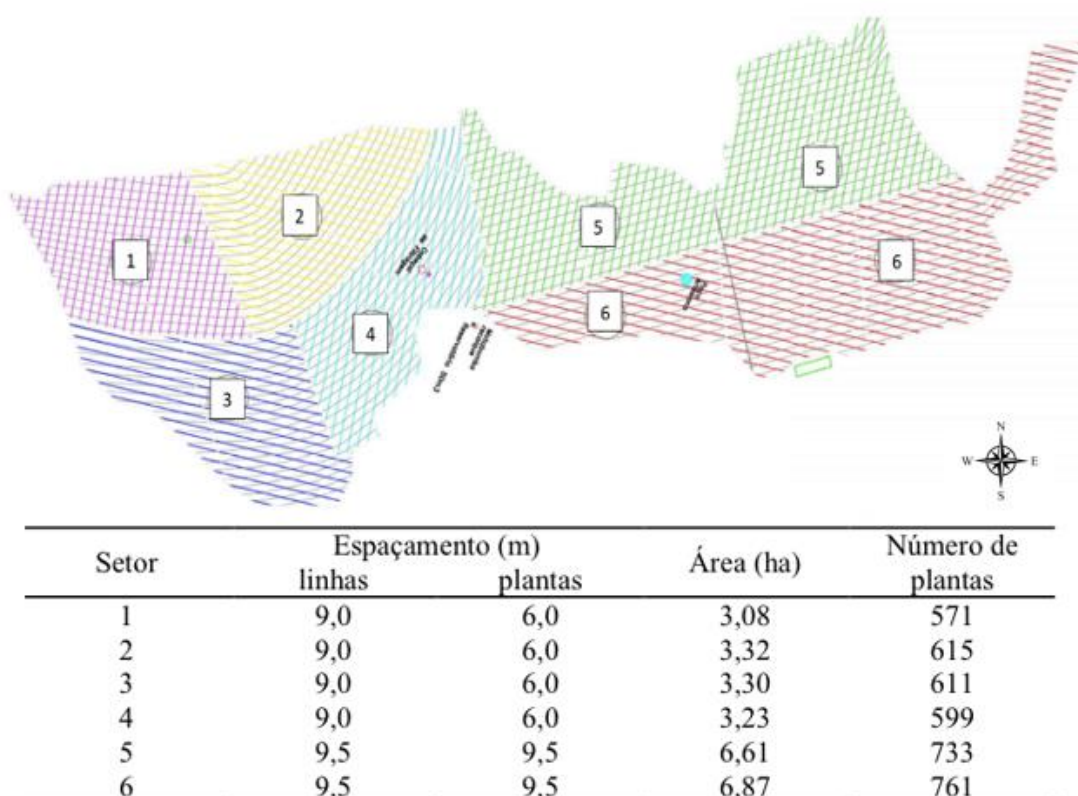 5
2
1
5
6
4
6
3
N
W
E
S
Espaçamento (m)
Número de
Setor
Área (ha)
linhas
plantas
plantas
1 9,0 6,0 3,08 571
2 9,0 6,0 3,32 615
3 9,0 6,0 3,30 611
4 9,0 6,0 3,23 599
5 9,5 9,5 6,61 733
6 9,5 9,5 6,87 761